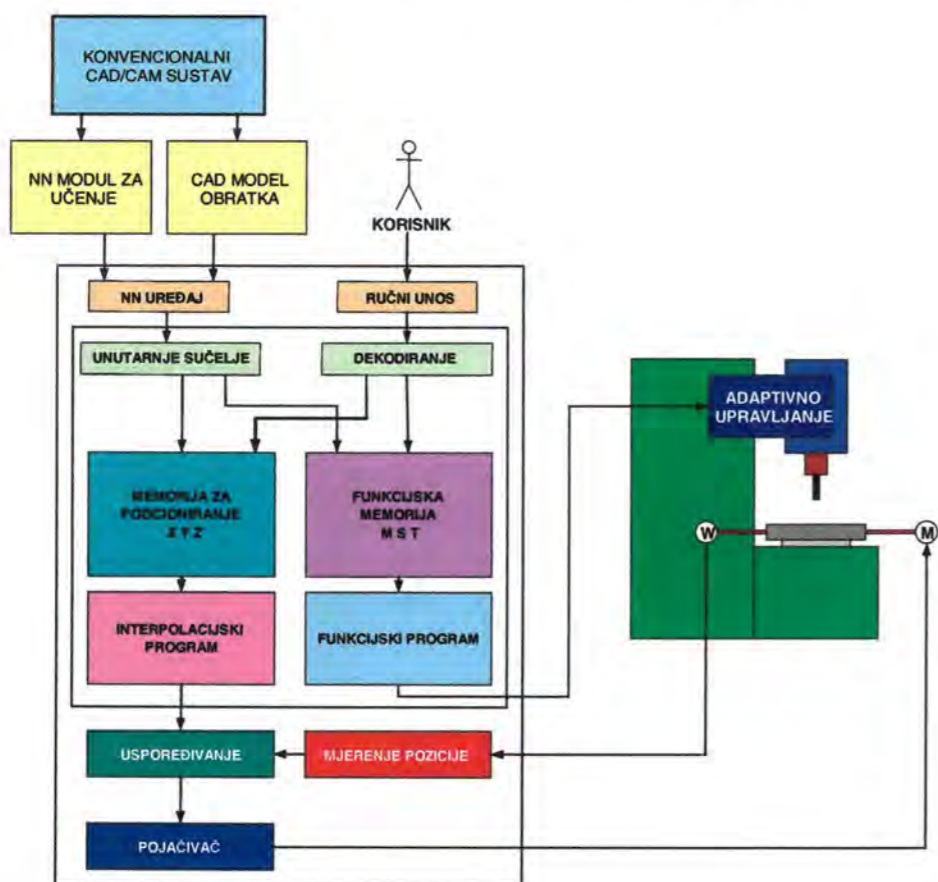 KONVENCIONALNI
CAD/CAM SUSTAV
NN MODUL ZA
UČENJE
CAD MODEL
OBRATKA
KORISNIK
NN UREĐAJ
RUČNI UNOS
UNUTARNJE SUČELJE
DEKODIRANJE
ADAPTIVNO
UPRAVLJANJE
MEMORIJA ZA
POZICIONIRANJE
X Y Z
FUNKCIJSKA
MEMORIJA
M S T
W
M
INTERPOLACIJSKI
PROGRAM
FUNKCIJSKI PROGRAM
USPOREĐIVANJE
MJERENJE POZICIJE
POJAČIVAČ